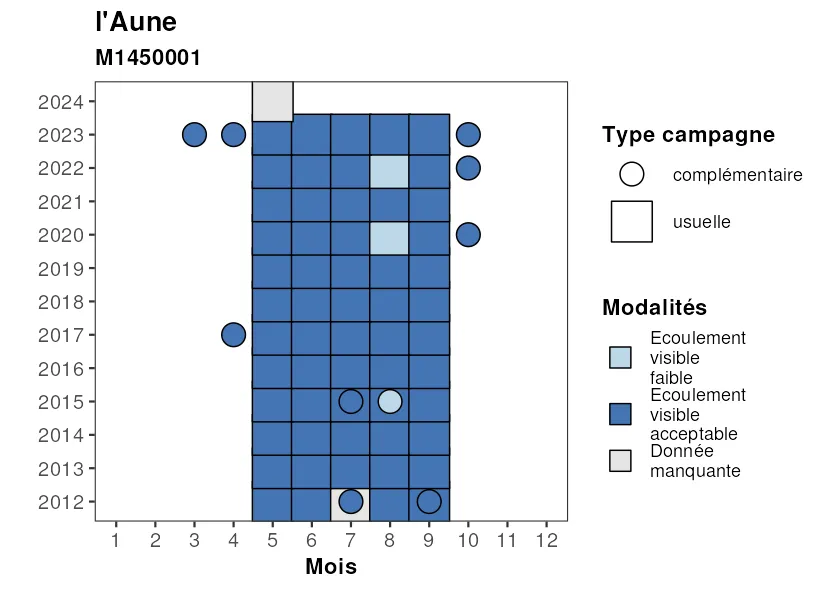 l'Aune
M1450001
2024
2023
2022
2021
2020
2019
2018
2017
2016
2015
2014
2013
2012
1 2 3 4 5 6 7 8 9 10 11 12
Mois
Type campagne
complémentaire
usuelle
Modalités
Ecoulement
visible
faible
Ecoulement
visible
acceptable
Donnée
manquante